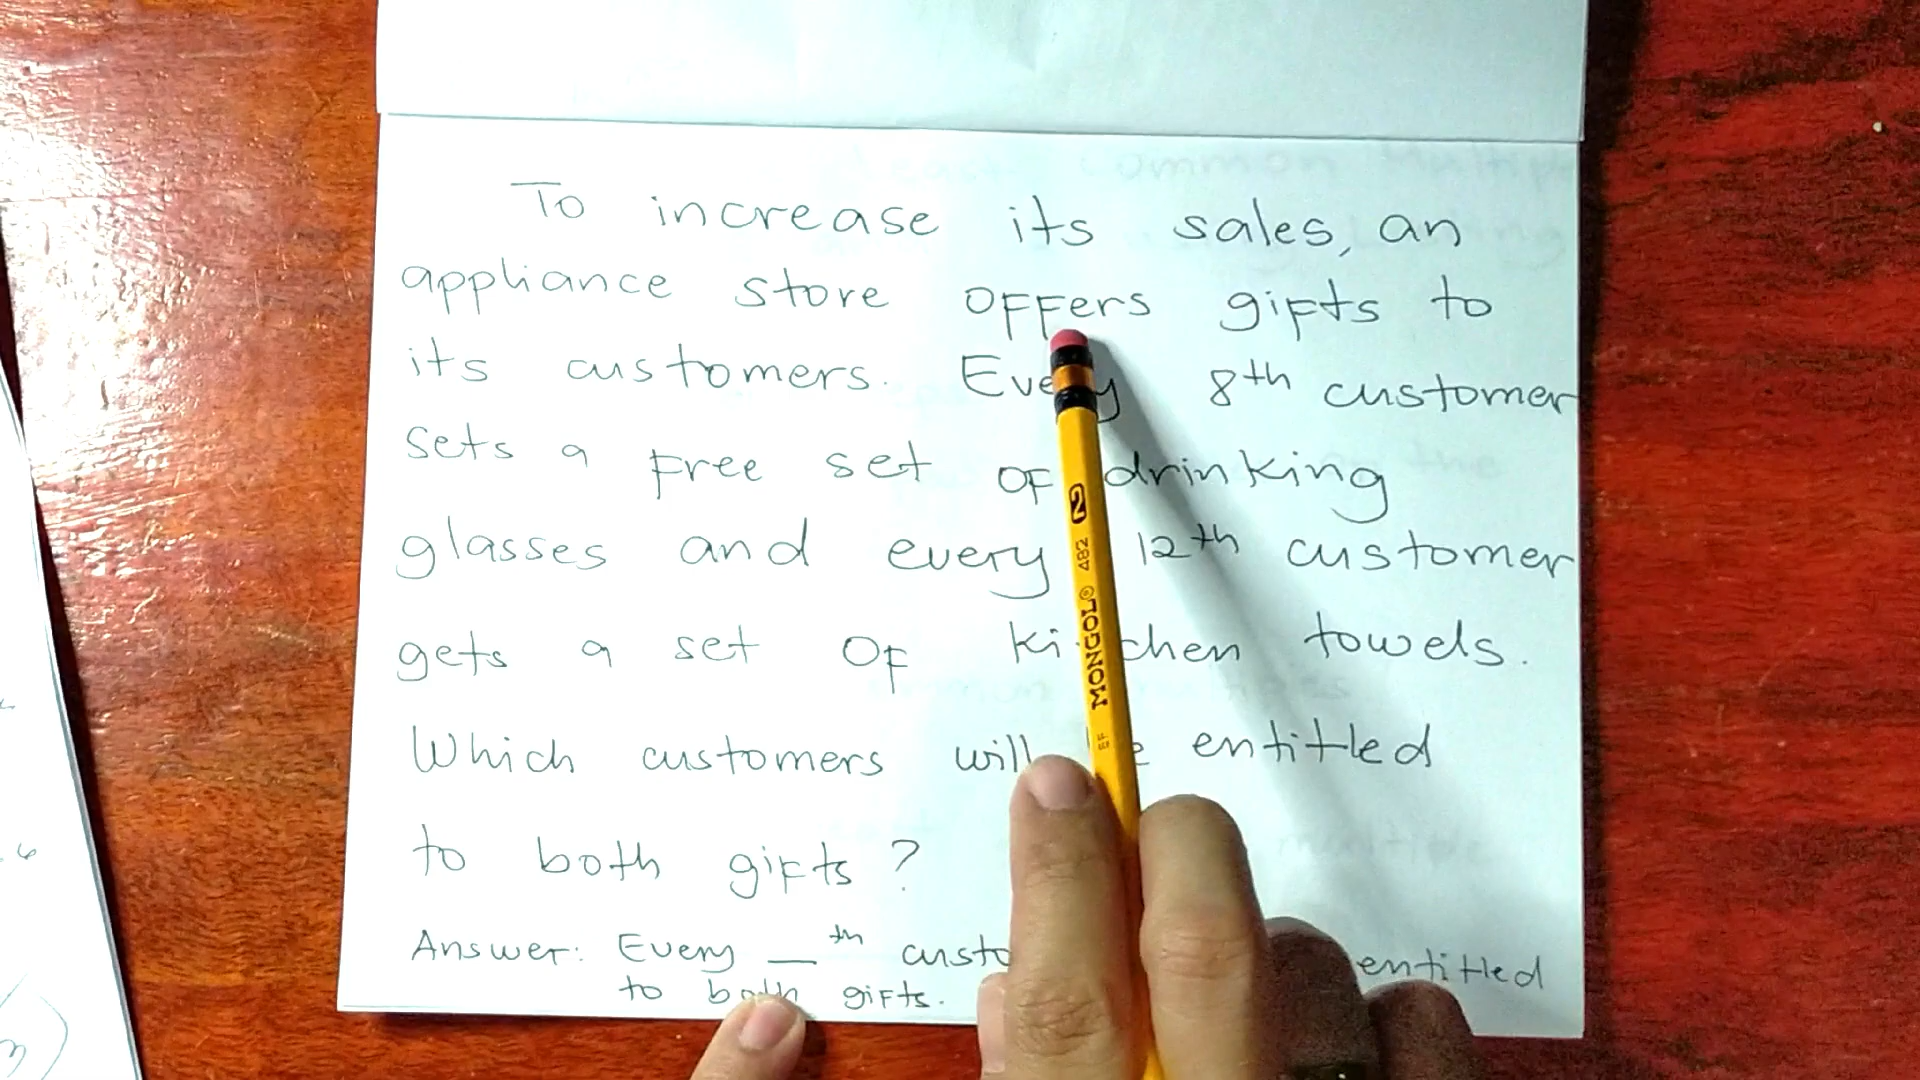 To increase its sales, an
appliance store offers gifts to
its customers. Every 8th customer
sets a free set of drinking
glasses and every 12th customer
gets a set of kitchen towels.
Which customers will entitled
to both gifts?
Answer: Every __th entitled
to both gifts.
MONGOL® 482 2
EF